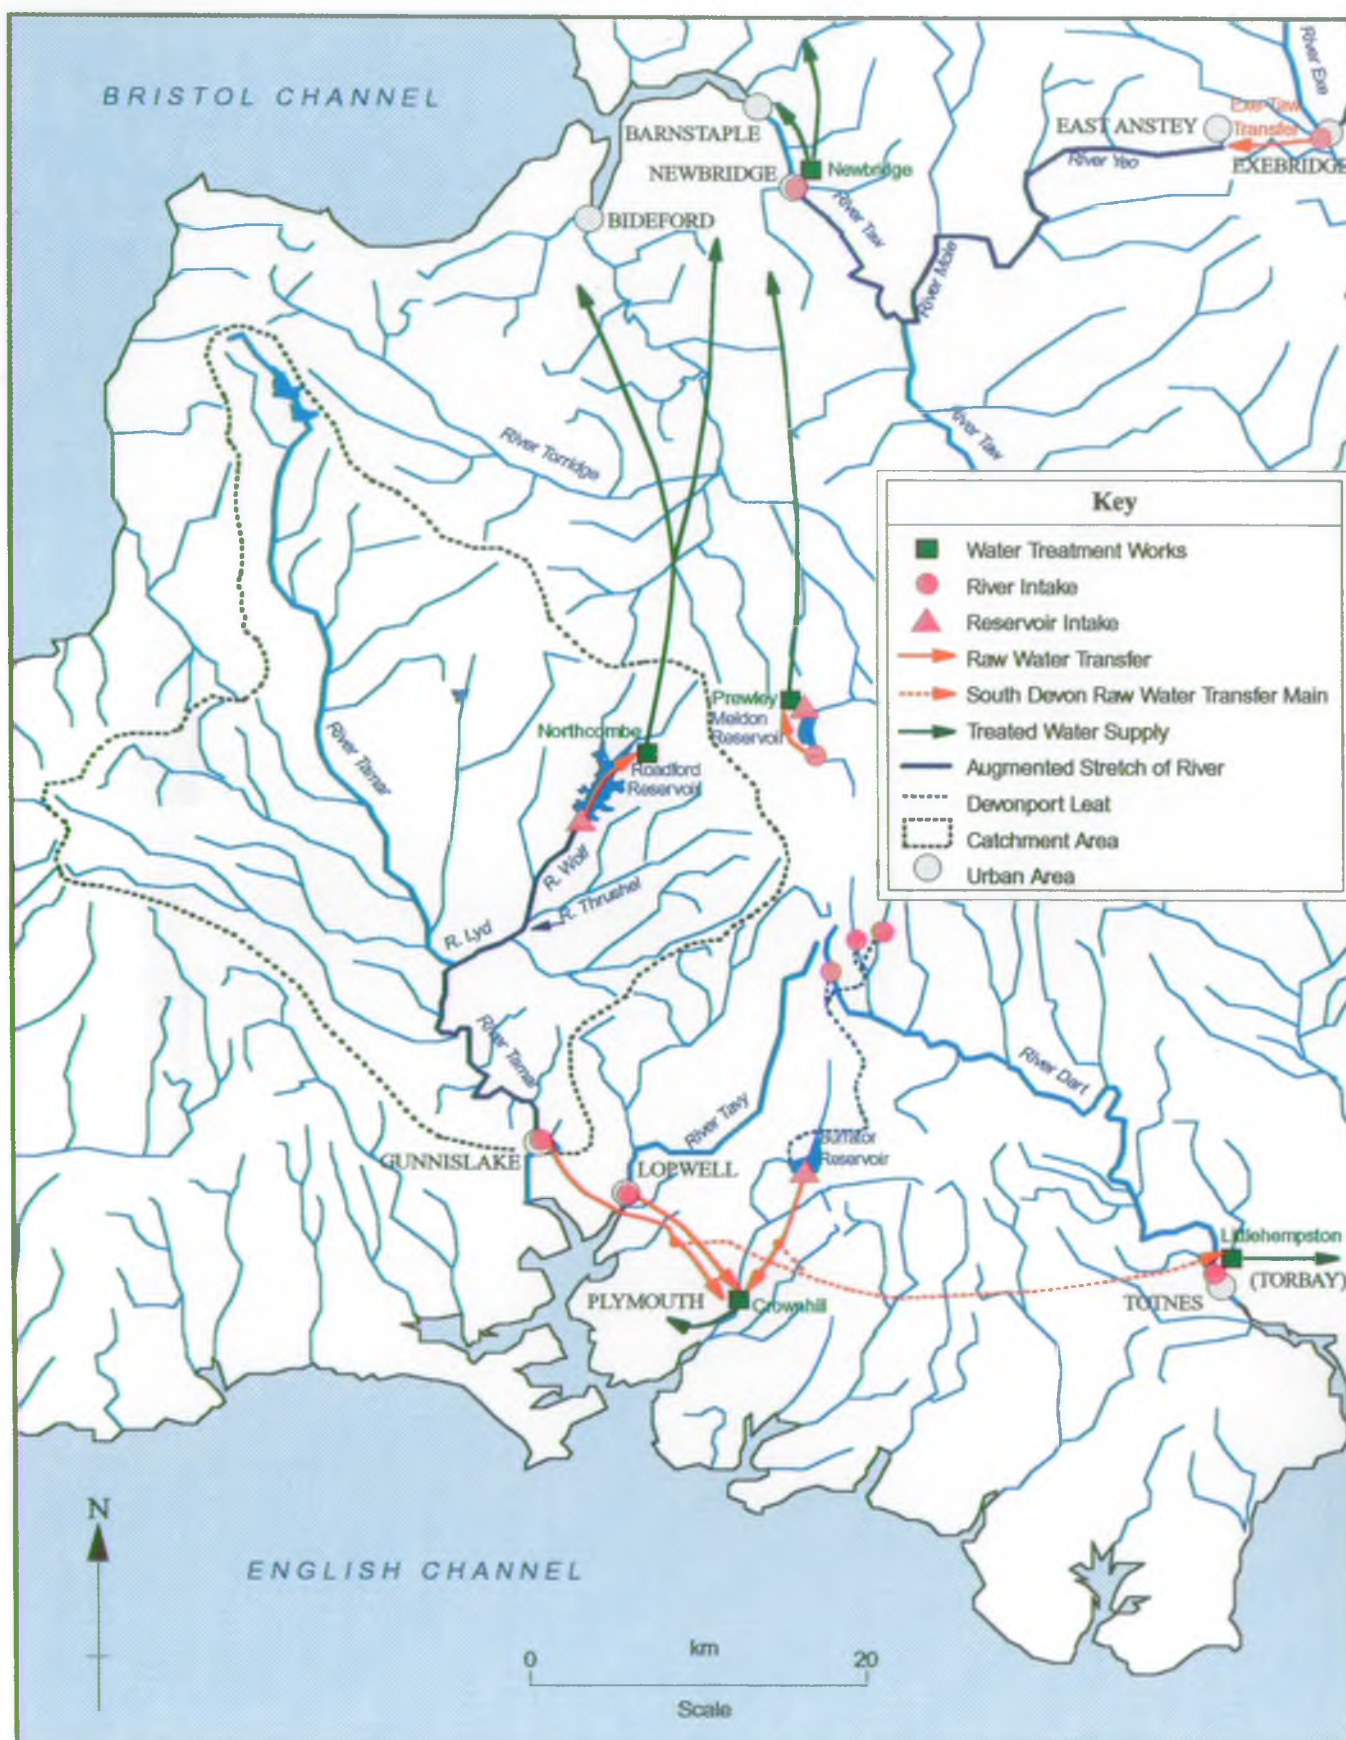 BRISTOL CHANNEL
BARNSTAPLE
NEWBRIDGE
Newbridge
BIDEFORD
EAST ANSTEY
Exe-Taw
Transfer
EXEBRIDGE
River Exe
River Yeo
River Taw
River Mole
River Taw
River Torridge
Key
Water Treatment Works
River Intake
Reservoir Intake
Raw Water Transfer
South Devon Raw Water Transfer Main
Treated Water Supply
Augmented Stretch of River
Devonport Leat
Catchment Area
Urban Area
Prewley
Meldon
Reservoir
Northcombe
Roadford
Reservoir
River Tamar
R. Wolf
R. Thrushel
R. Lyd
River Tamar
River Dart
River Tavy
Burrator
Reservoir
GUNNISLAKE
LOPWELL
Littlehempston
(TORBAY)
TOTNES
PLYMOUTH
Crownhill
N
ENGLISH CHANNEL
km
0 20
Scale